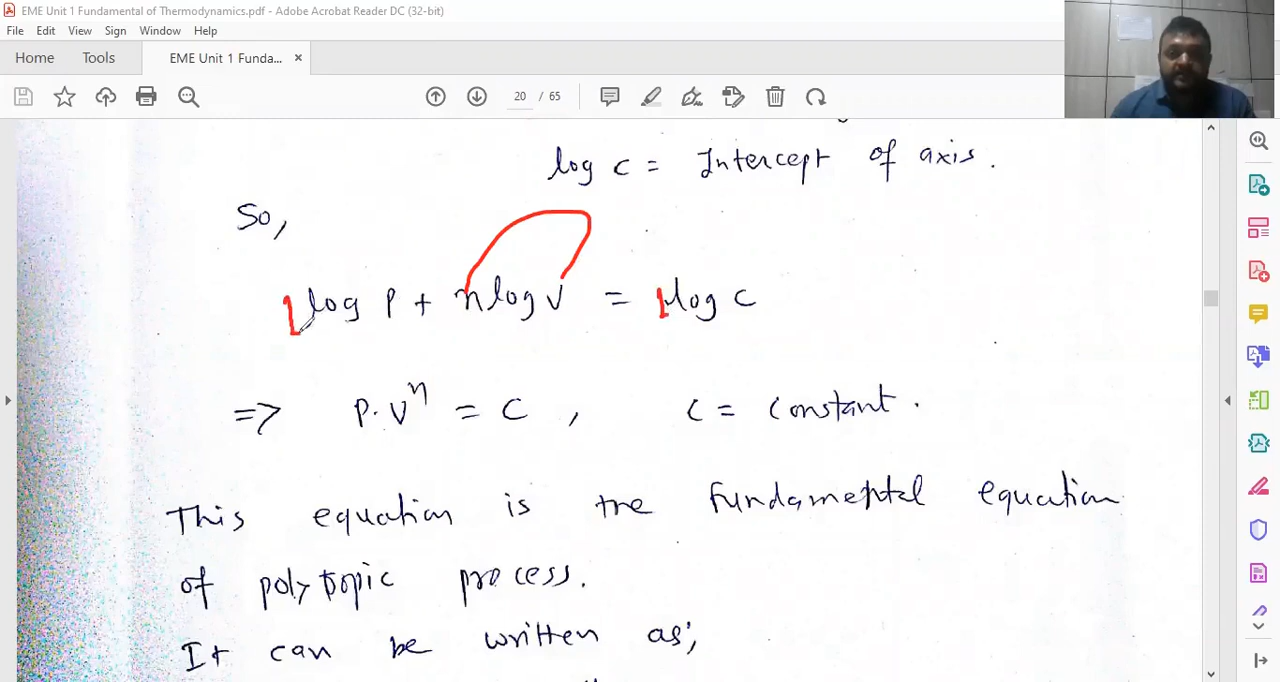 EME Unit 1 Fundamental of Thermodynamics.pdf - Adobe Acrobat Reader DC (32-bit)
File Edit View Sign Window Help
Home Tools EME Unit 1 Funda... ×
20 / 65
log c = Intercept of axis.
So,
log P + n log V = log C
=> P.Vⁿ = C , C = constant.
This equation is the fundamental equation
of polytropic process.
It can be written as;